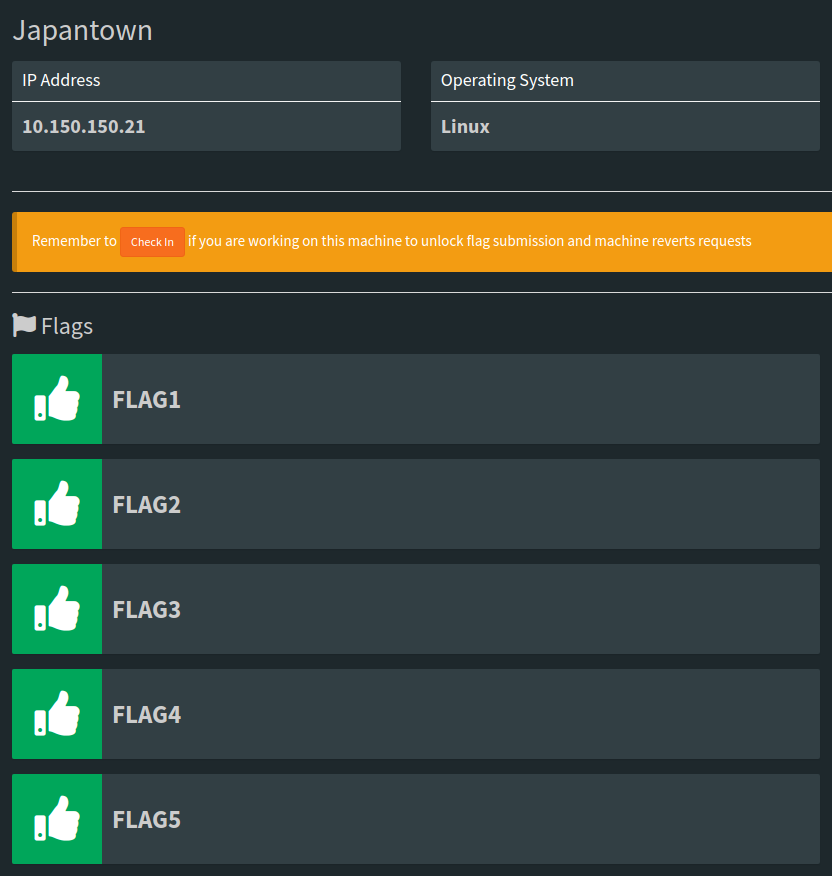 Japantown
IP Address
10.150.150.21
Operating System
Linux
Remember to Check In if you are working on this machine to unlock flag submission and machine reverts requests
Flags
FLAG1
FLAG2
FLAG3
FLAG4
FLAG5